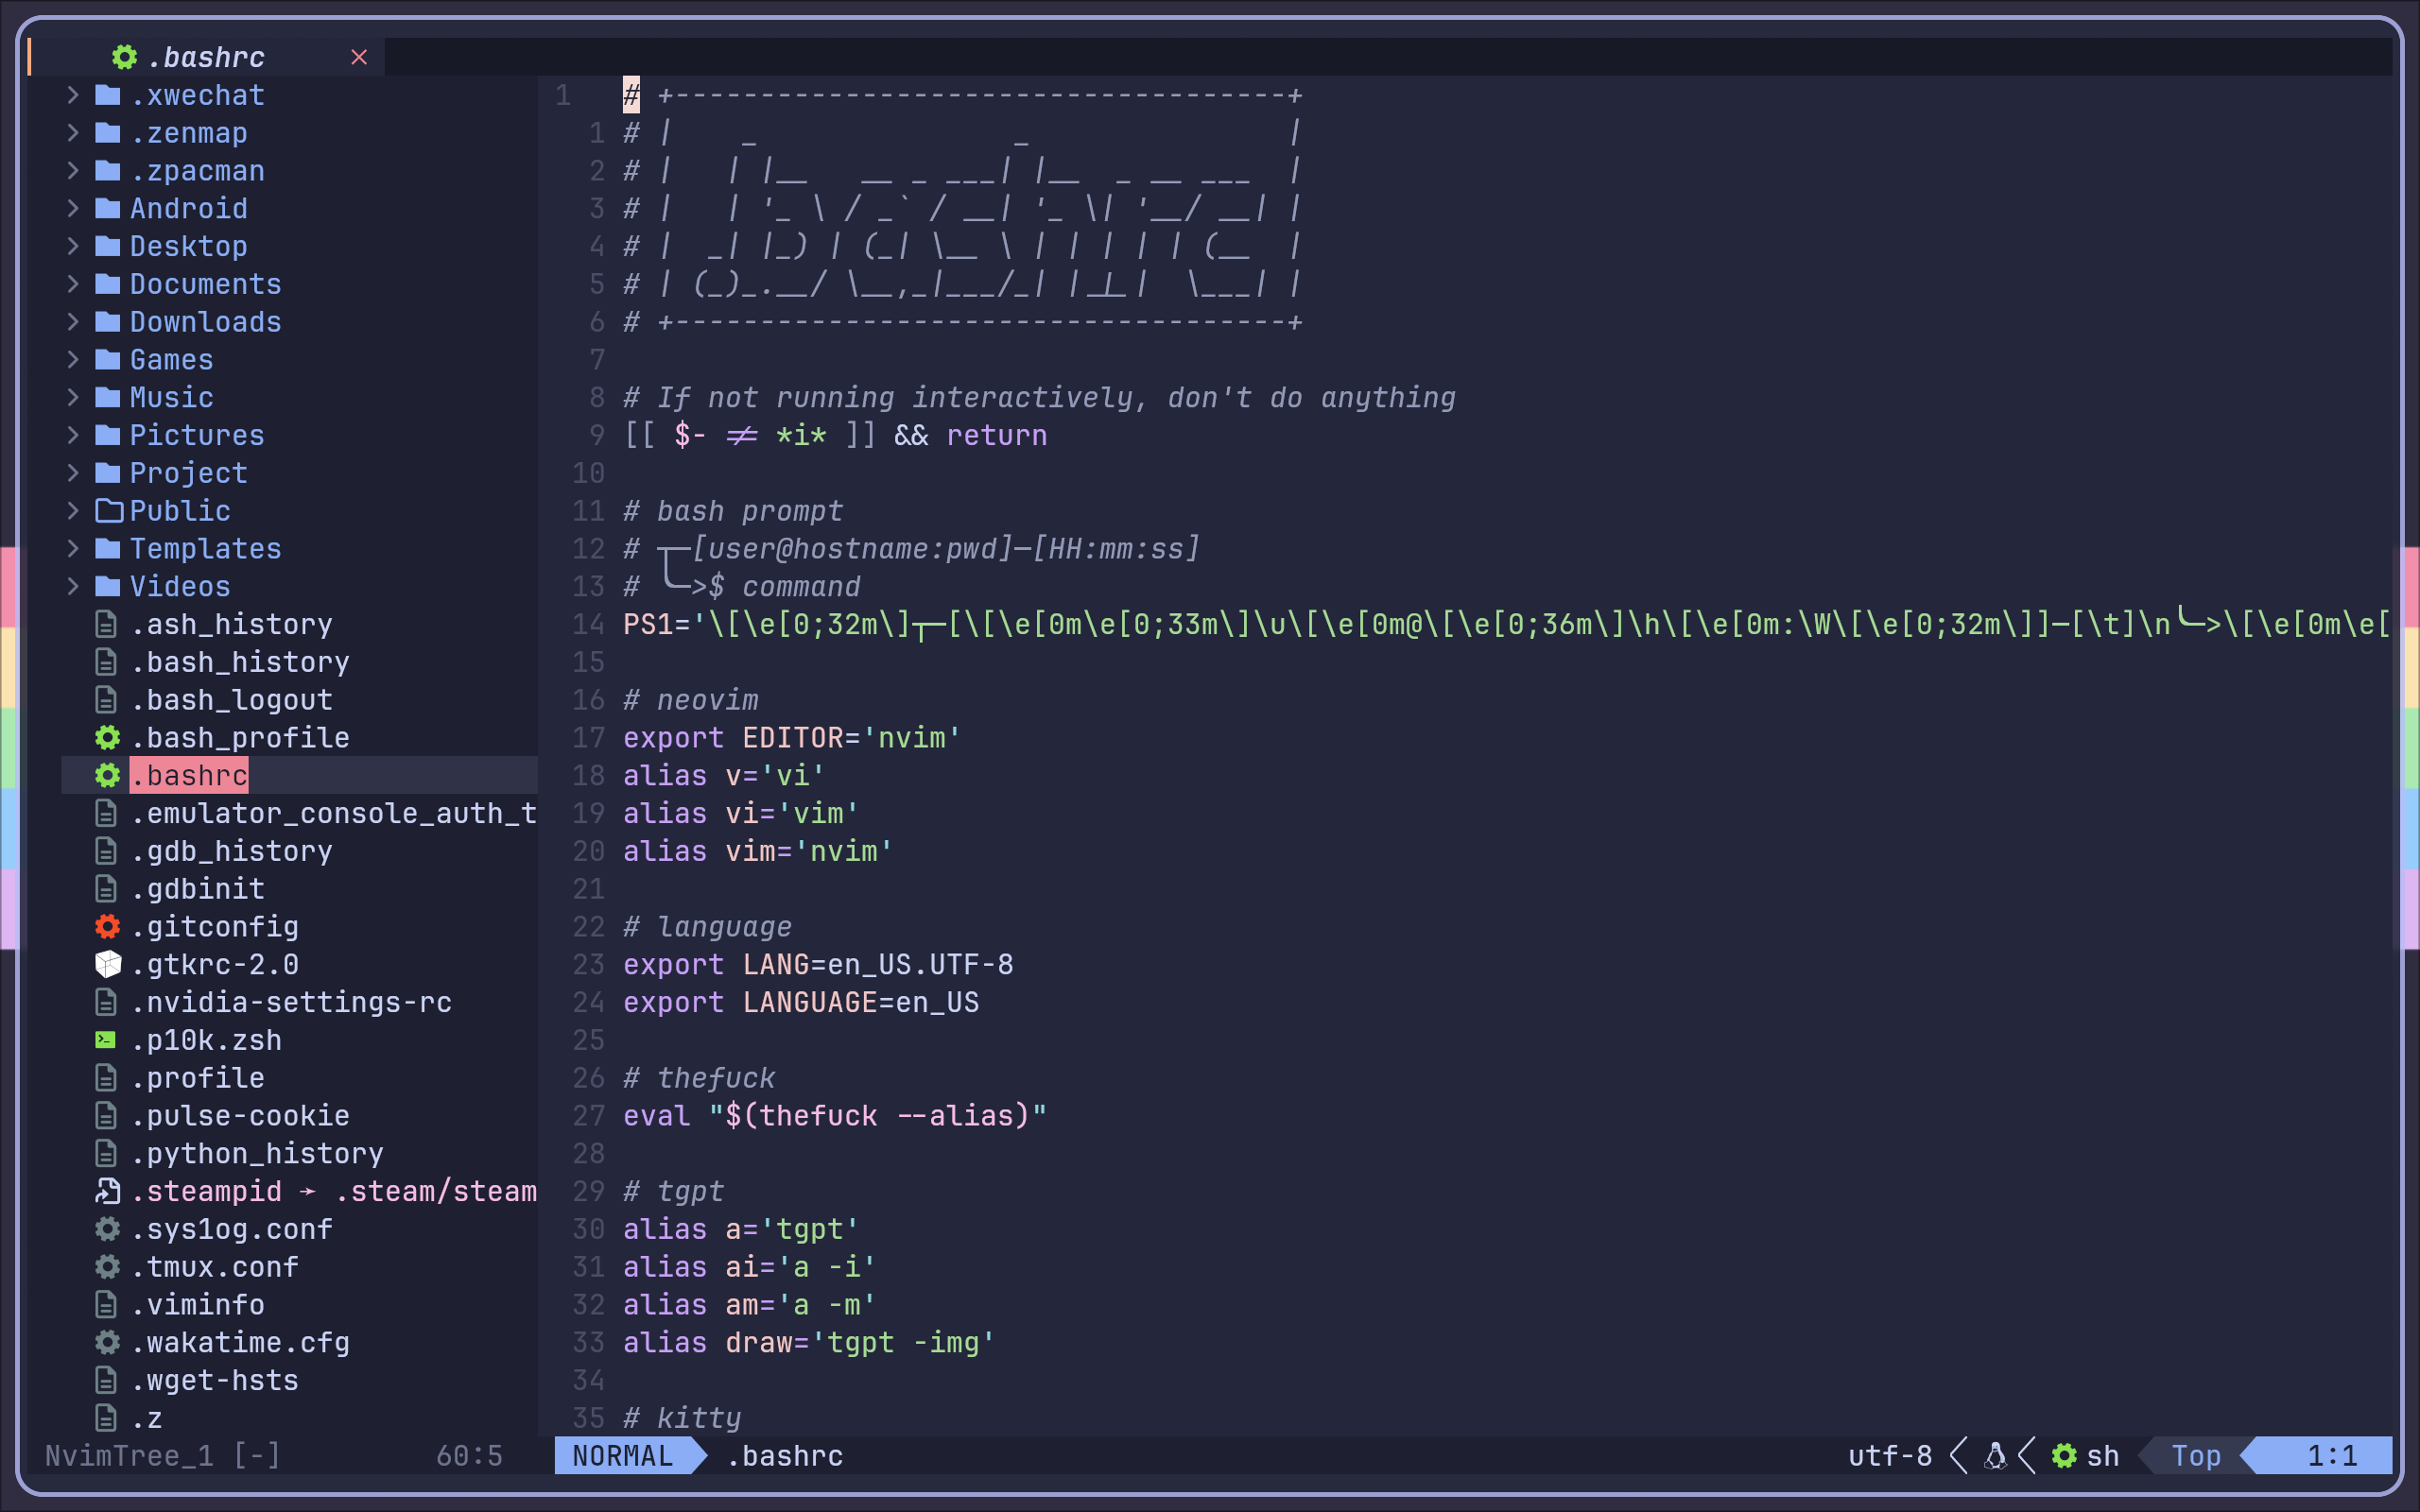 .bashrc ×
.xwechat
.zenmap
.zpacman
Android
Desktop
Documents
Downloads
Games
Music
Pictures
Project
Public
Templates
Videos
.ash_history
.bash_history
.bash_logout
.bash_profile
.bashrc
.emulator_console_auth_t
.gdb_history
.gdbinit
.gitconfig
.gtkrc-2.0
.nvidia-settings-rc
.p10k.zsh
.profile
.pulse-cookie
.python_history
.steampid → .steam/steam
.sys1og.conf
.tmux.conf
.viminfo
.wakatime.cfg
.wget-hsts
.z
NvimTree_1 [-] 60:5
1 # +------------------------------------+
1 # |    _               _               |
2 # |   | |__   __ _ ___| |__  _ __ ___  |
3 # |   | '_ \ / _` / __| '_ \| '__/ __| |
4 # |  _| |_) | (_| \__ \ | | | | | (__  |
5 # | (_)_.__/ \__,_|___/_| |_|_|  \___| |
6 # +------------------------------------+
7
8 # If not running interactively, don't do anything
9 [[ $- != *i* ]] && return
10
11 # bash prompt
12 # ┬─[user@hostname:pwd]─[HH:mm:ss]
13 # ╰─>$ command
14 PS1='\[\e[0;32m\]┬─[\[\e[0m\e[0;33m\]\u\[\e[0m@\[\e[0;36m\]\h\[\e[0m:\W\[\e[0;32m\]]─[\t]\n╰─>\[\e[0m\e[
15
16 # neovim
17 export EDITOR='nvim'
18 alias v='vi'
19 alias vi='vim'
20 alias vim='nvim'
21
22 # language
23 export LANG=en_US.UTF-8
24 export LANGUAGE=en_US
25
26 # thefuck
27 eval "$(thefuck --alias)"
28
29 # tgpt
30 alias a='tgpt'
31 alias ai='a -i'
32 alias am='a -m'
33 alias draw='tgpt -img'
34
35 # kitty
NORMAL .bashrc utf-8 sh Top 1:1